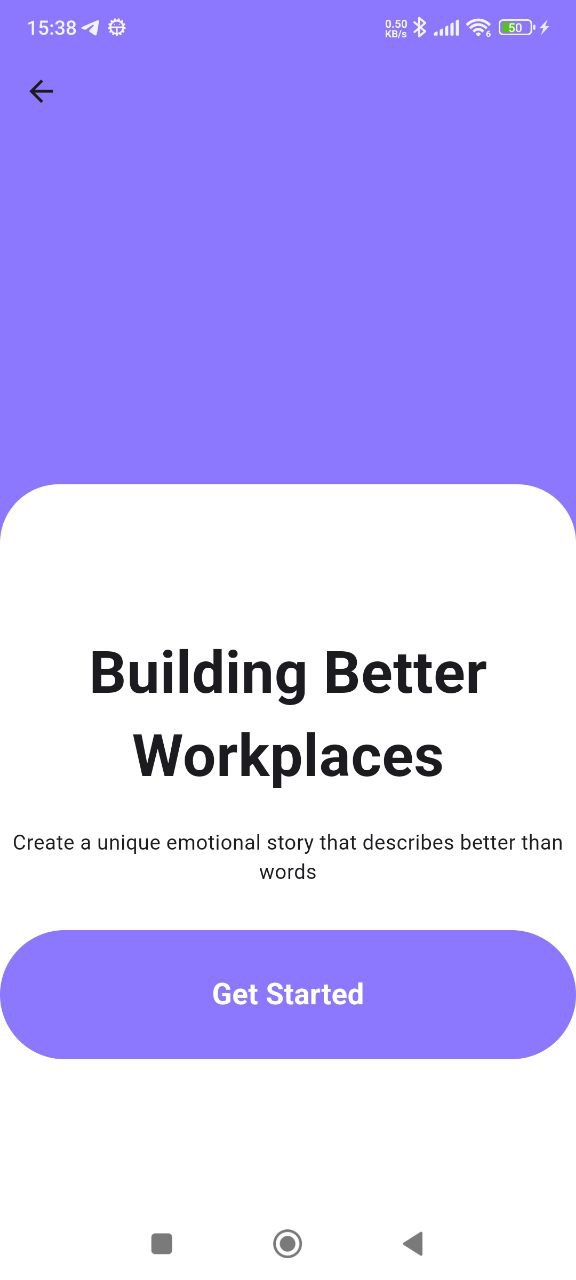 15:38
0.50
KB/s
6
50
Building Better
Workplaces
Create a unique emotional story that describes better than
words
Get Started